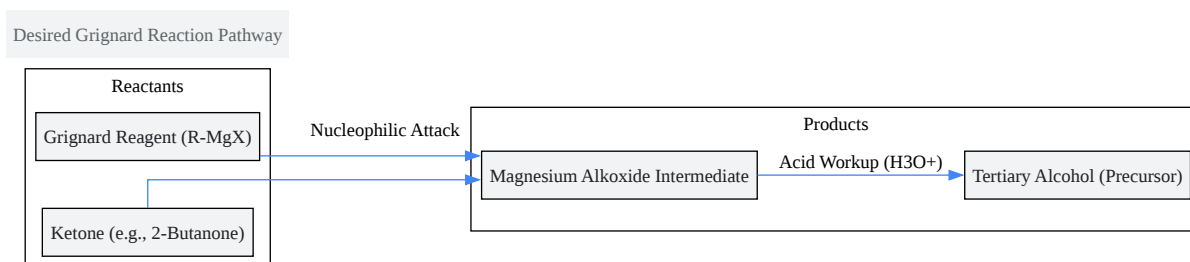 Desired Grignard Reaction Pathway
Reactants
Grignard Reagent (R-MgX)
Ketone (e.g., 2-Butanone)
Nucleophilic Attack
Products
Magnesium Alkoxide Intermediate
Acid Workup (H3O+)
Tertiary Alcohol (Precursor)